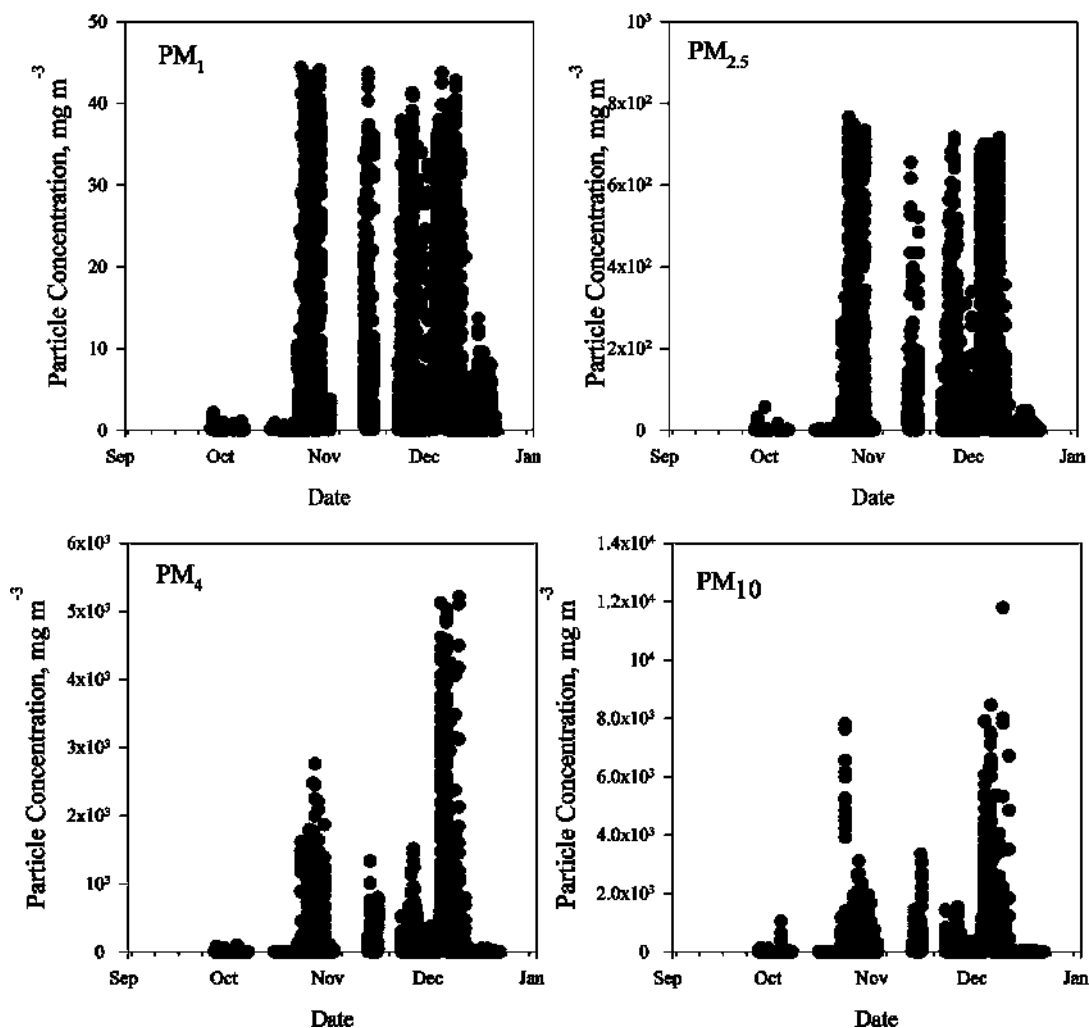 PM1
Particle Concentration, mg m-3
50
40
30
20
10
0
Sep Oct Nov Dec Jan
Date
PM2.5
Particle Concentration, mg m-3
10³
8x10²
6x10²
4x10²
2x10²
0
Sep Oct Nov Dec Jan
Date
PM4
Particle Concentration, mg m-3
6x10³
5x10³
4x10³
3x10³
2x10³
10³
0
Sep Oct Nov Dec Jan
Date
PM10
Particle Concentration, mg m-3
1.4x10⁴
1.2x10⁴
10⁴
8.0x10³
6.0x10³
4.0x10³
2.0x10³
0
Sep Oct Nov Dec Jan
Date